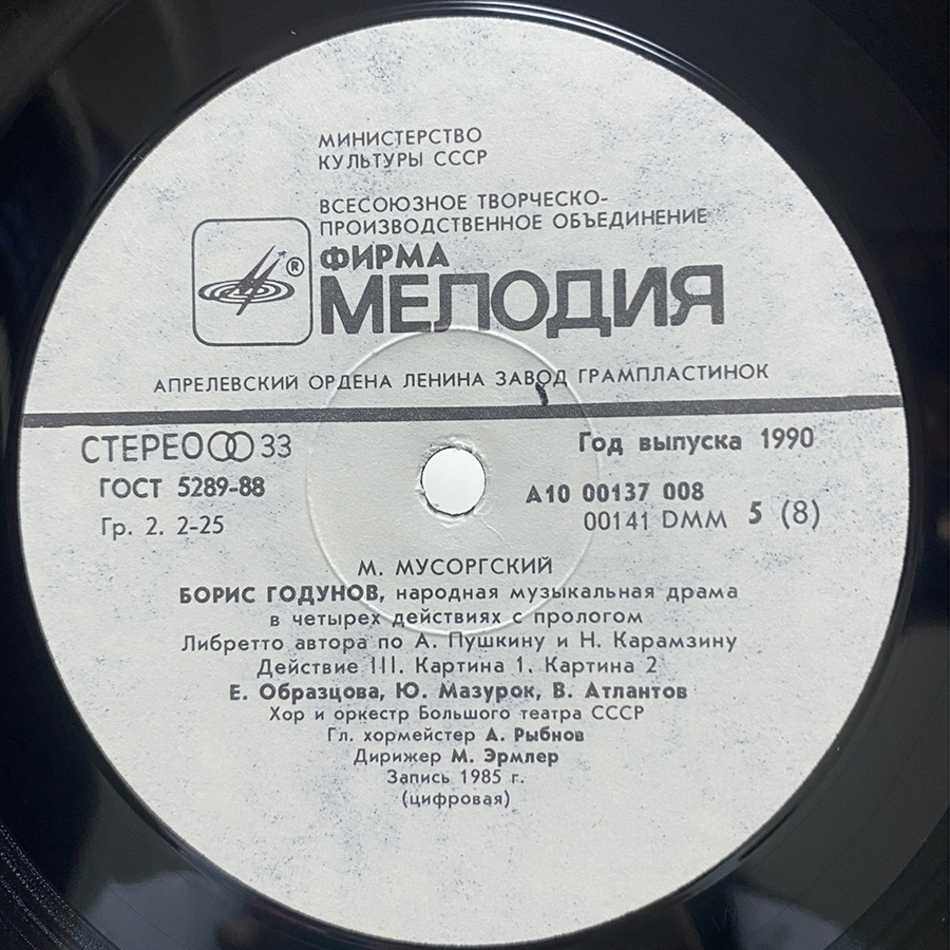 МИНИСТЕРСТВО
КУЛЬТУРЫ СССР
ВСЕСОЮЗНОЕ ТВОРЧЕСКО-
ПРОИЗВОДСТВЕННОЕ ОБЪЕДИНЕНИЕ
ФИРМА
®
МЕЛОДИЯ
АПРЕЛЕВСКИЙ ОРДЕНА ЛЕНИНА ЗАВОД ГРАМПЛАСТИНОК
СТЕРЕО 33
Год выпуска 1990
ГОСТ 5289-88
А10 00137 008
Гр. 2. 2-25
00141 DMM 5 (8)
М. МУСОРГСКИЙ
БОРИС ГОДУНОВ, народная музыкальная драма
в четырех действиях с прологом
Либретто автора по А. Пушкину и Н. Карамзину
Действие III. Картина 1. Картина 2
Е. Образцова, Ю. Мазурок, В. Атлантов
Хор и оркестр Большого театра СССР
Гл. хормейстер А. Рыбнов
Дирижер М. Эрмлер
Запись 1985 г.
(цифровая)